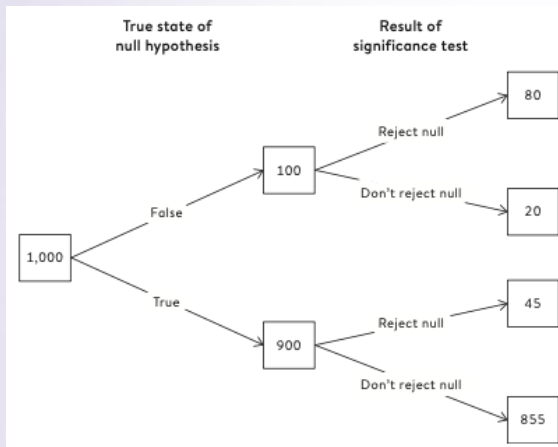 True state of
null hypothesis
Result of
significance test
80
Reject null
100
Don't reject null
20
False
1,000
True
45
Reject null
900
Don't reject null
855